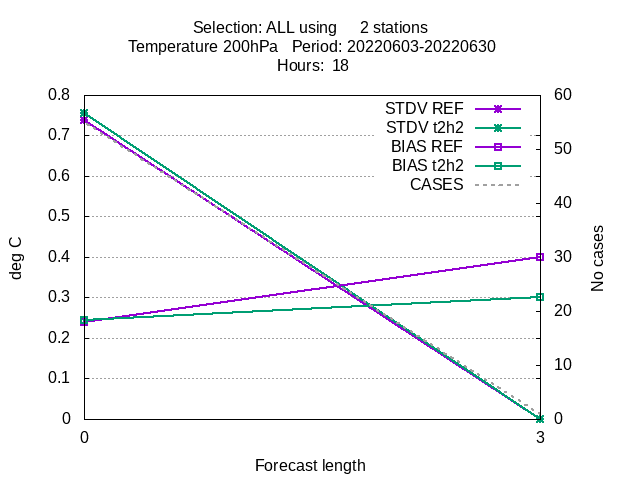 Selection: ALL using     2 stations
Temperature 200hPa   Period: 20220603-20220630
Hours:  18
0.8
0.7
0.6
0.5
0.4
0.3
0.2
0.1
0
deg C
STDV REF
STDV t2h2
BIAS REF
BIAS t2h2
CASES
60
50
40
30
20
10
0
No cases
0
3
Forecast length